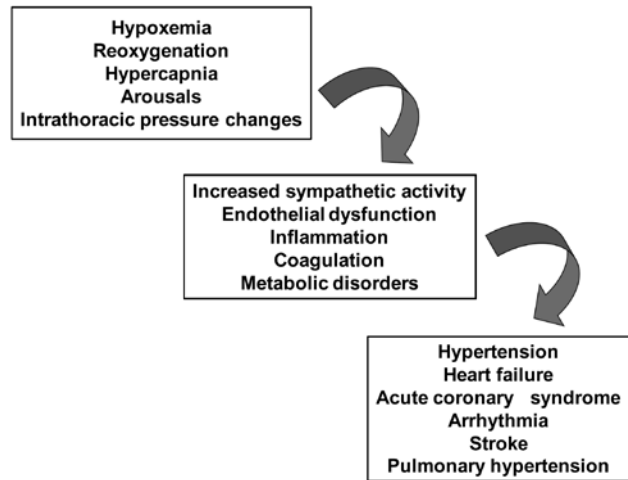 Hypoxemia
Reoxygenation
Hypercapnia
Arousals
Intrathoracic pressure changes
Increased sympathetic activity
Endothelial dysfunction
Inflammation
Coagulation
Metabolic disorders
Hypertension
Heart failure
Acute coronary syndrome
Arrhythmia
Stroke
Pulmonary hypertension